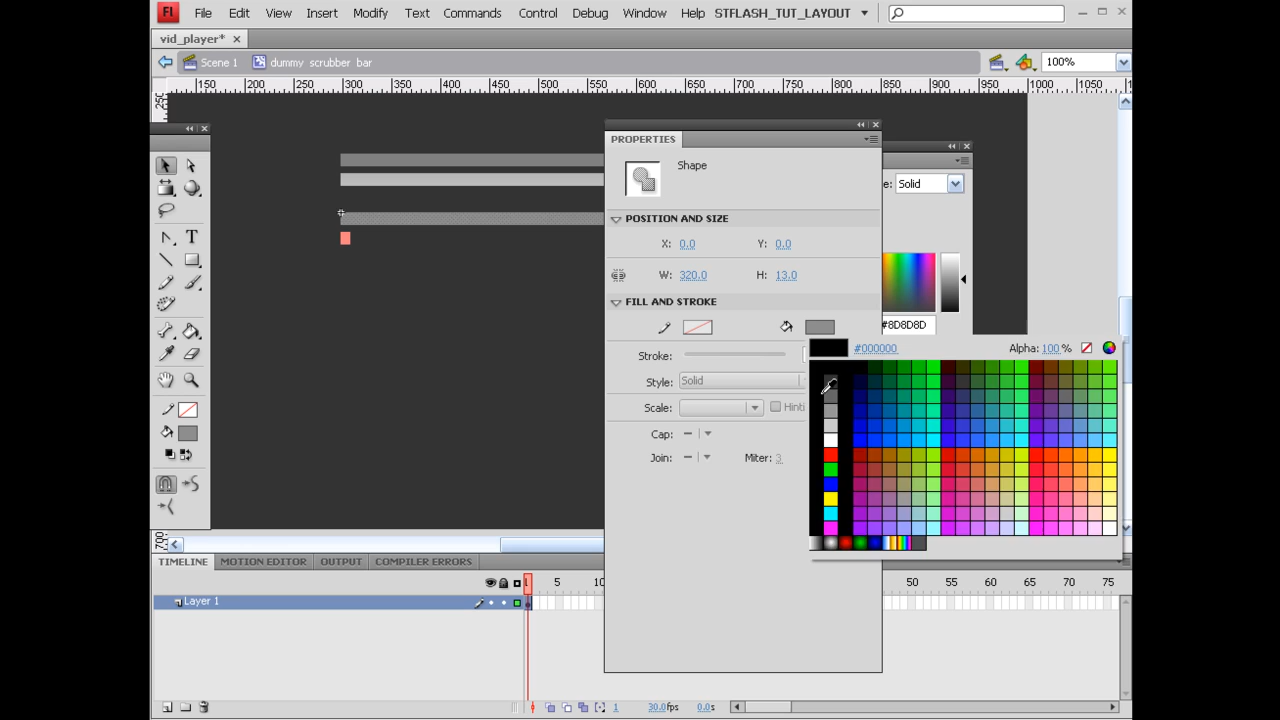 Fl File Edit View Insert Modify Text Commands Control Debug Window Help STFLASH_TUT_LAYOUT
vid_player*
Scene 1 dummy scrubber bar 100%
150 200 250 300 350 400 450 500 550 600 650 700 750 800 850 900 950 1000 1050
PROPERTIES
Shape
Solid
POSITION AND SIZE
X: 0.0 Y: 0.0
W: 320.0 H: 13.0
FILL AND STROKE
#8D8D8D
Stroke:
#000000 Alpha: 100 %
Style: Solid
Scale: Hinti
Cap:
Join: Miter: 3
700
TIMELINE MOTION EDITOR OUTPUT COMPILER ERRORS
1 5 10 50 55 60 65 70 75
Layer 1
1 30.0fps 0.0s